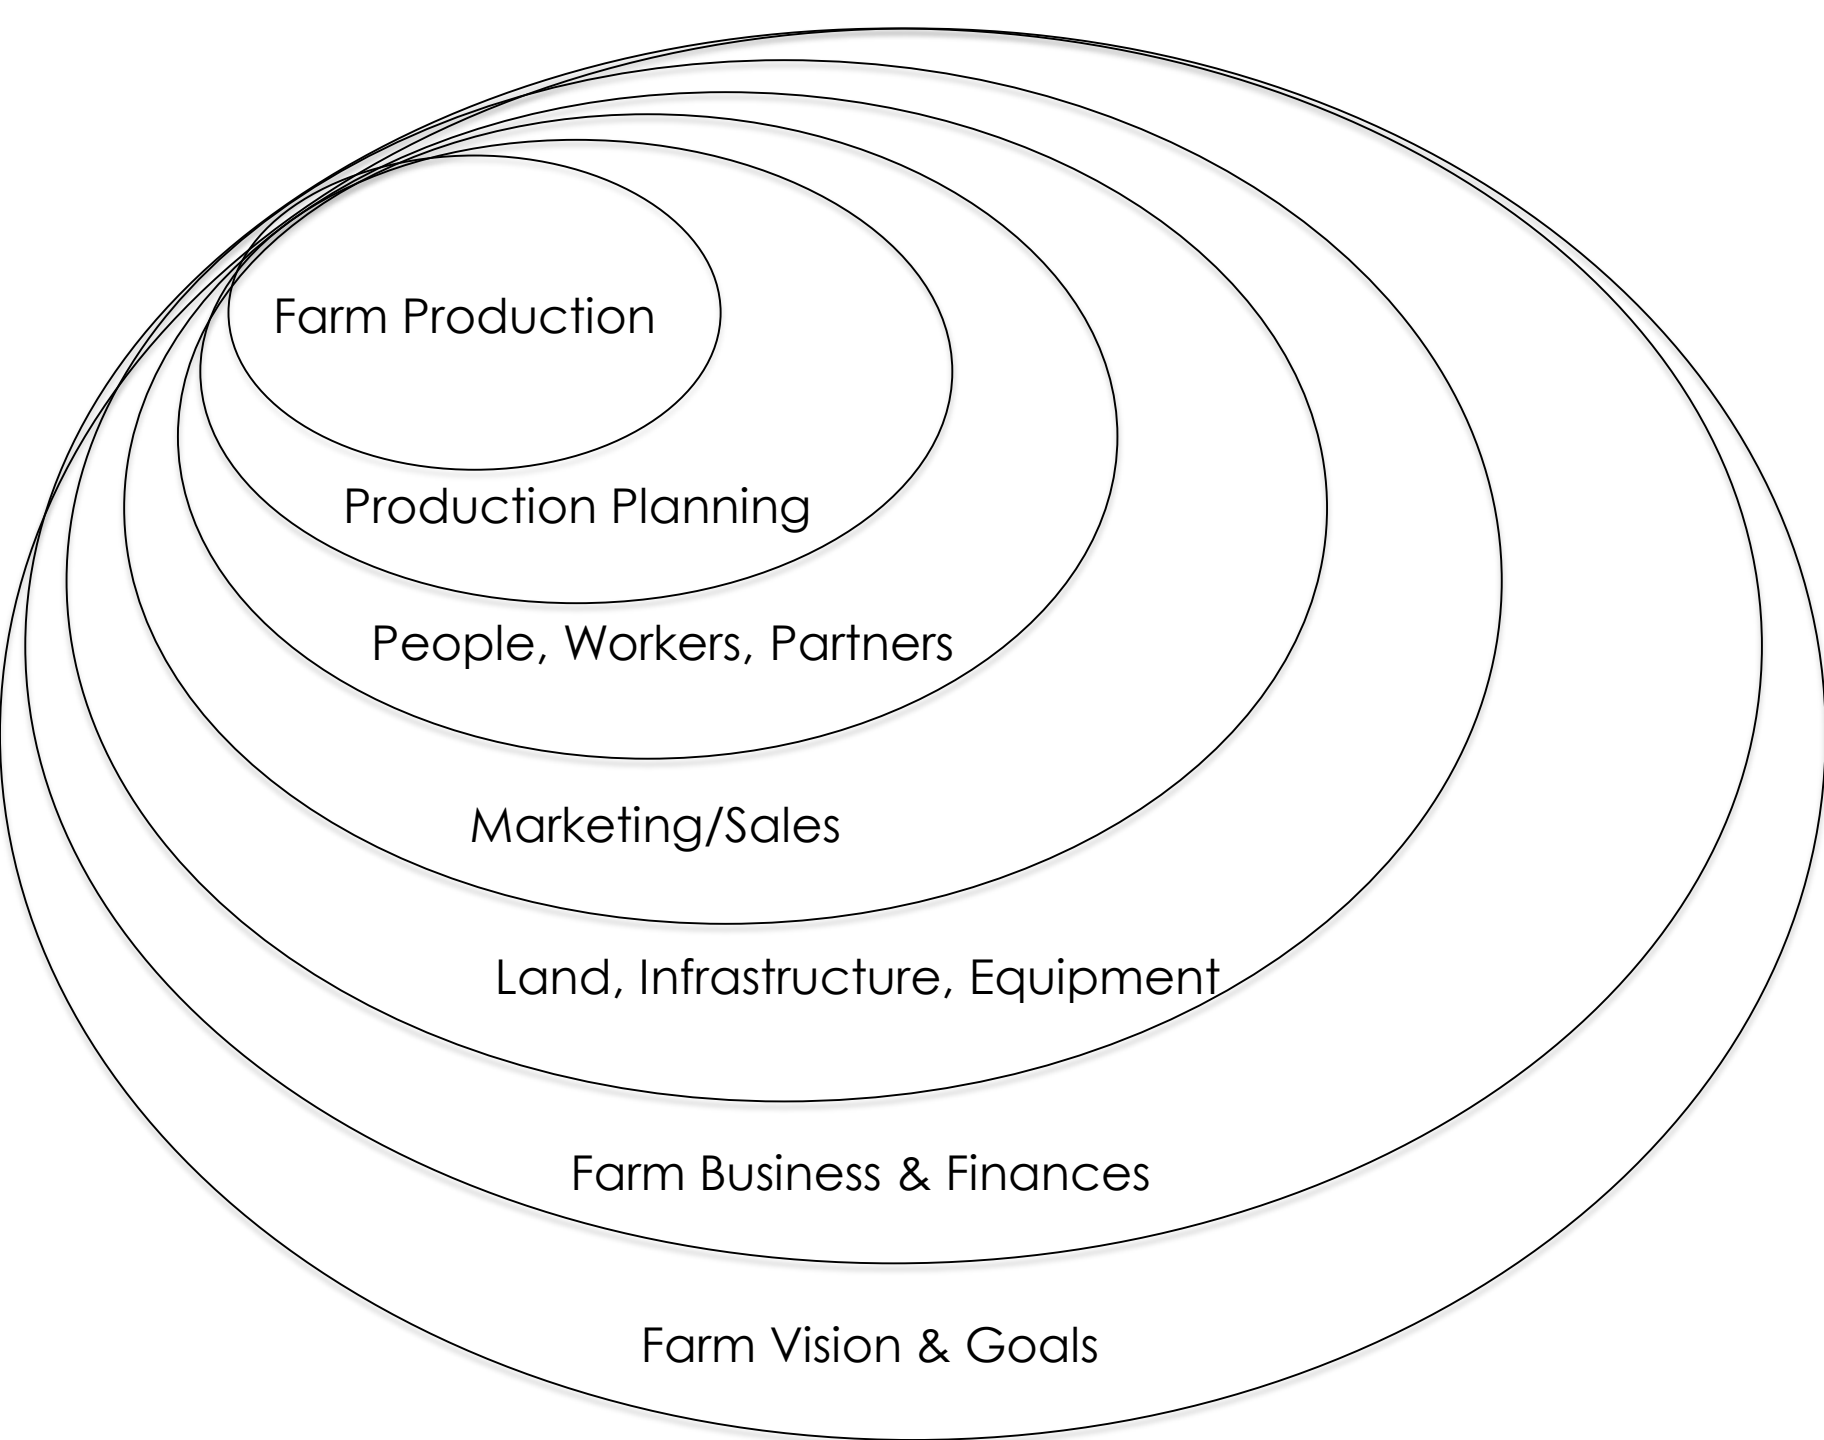 Farm Production
Production Planning
People, Workers, Partners
Marketing/Sales
Land, Infrastructure, Equipment
Farm Business & Finances
Farm Vision & Goals